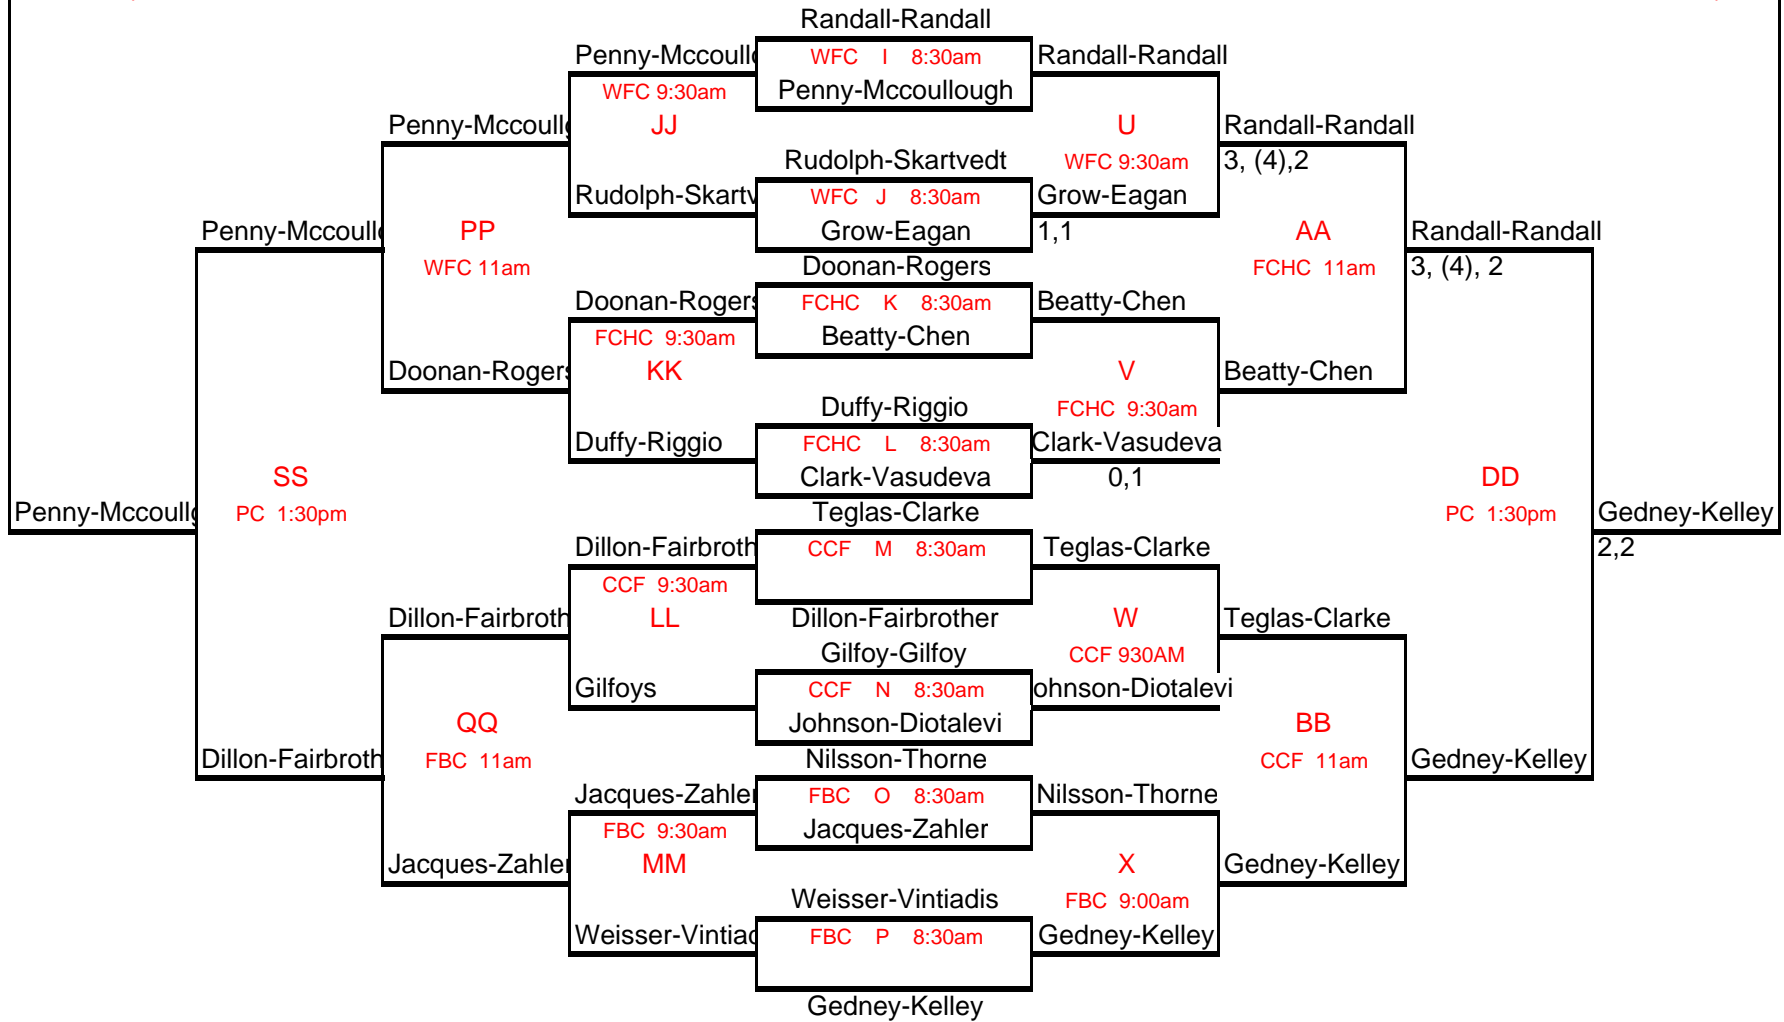 Randall-Randall
Penny-Mccoullo WFC I 8:30am Randall-Randall
WFC 9:30am Penny-Mccoullough
Penny-Mccoullg JJ U Randall-Randall
Rudolph-Skartvedt WFC 9:30am 3, (4),2
Rudolph-Skartv WFC J 8:30am Grow-Eagan
Penny-Mccoullo PP Grow-Eagan 1,1 AA Randall-Randall
WFC 11am Doonan-Rogers FCHC 11am 3, (4), 2
Doonan-Rogers FCHC K 8:30am Beatty-Chen
FCHC 9:30am Beatty-Chen
Doonan-Rogers KK V Beatty-Chen
Duffy-Riggio FCHC 9:30am
Duffy-Riggio FCHC L 8:30am Clark-Vasudeva
SS Clark-Vasudeva 0,1 DD
Penny-Mccoullg PC 1:30pm Teglas-Clarke PC 1:30pm Gedney-Kelley
Dillon-Fairbroth CCF M 8:30am Teglas-Clarke 2,2
CCF 9:30am
Dillon-Fairbroth LL Dillon-Fairbrother W Teglas-Clarke
Gilfoy-Gilfoy CCF 930AM
Gilfoys CCF N 8:30am ohnson-Diotalevi
QQ Johnson-Diotalevi BB
Dillon-Fairbroth FBC 11am Nilsson-Thorne CCF 11am Gedney-Kelley
Jacques-Zahler FBC O 8:30am Nilsson-Thorne
FBC 9:30am Jacques-Zahler
Jacques-Zahler MM X Gedney-Kelley
Weisser-Vintiadis FBC 9:00am
Weisser-Vintiad FBC P 8:30am Gedney-Kelley
Gedney-Kelley